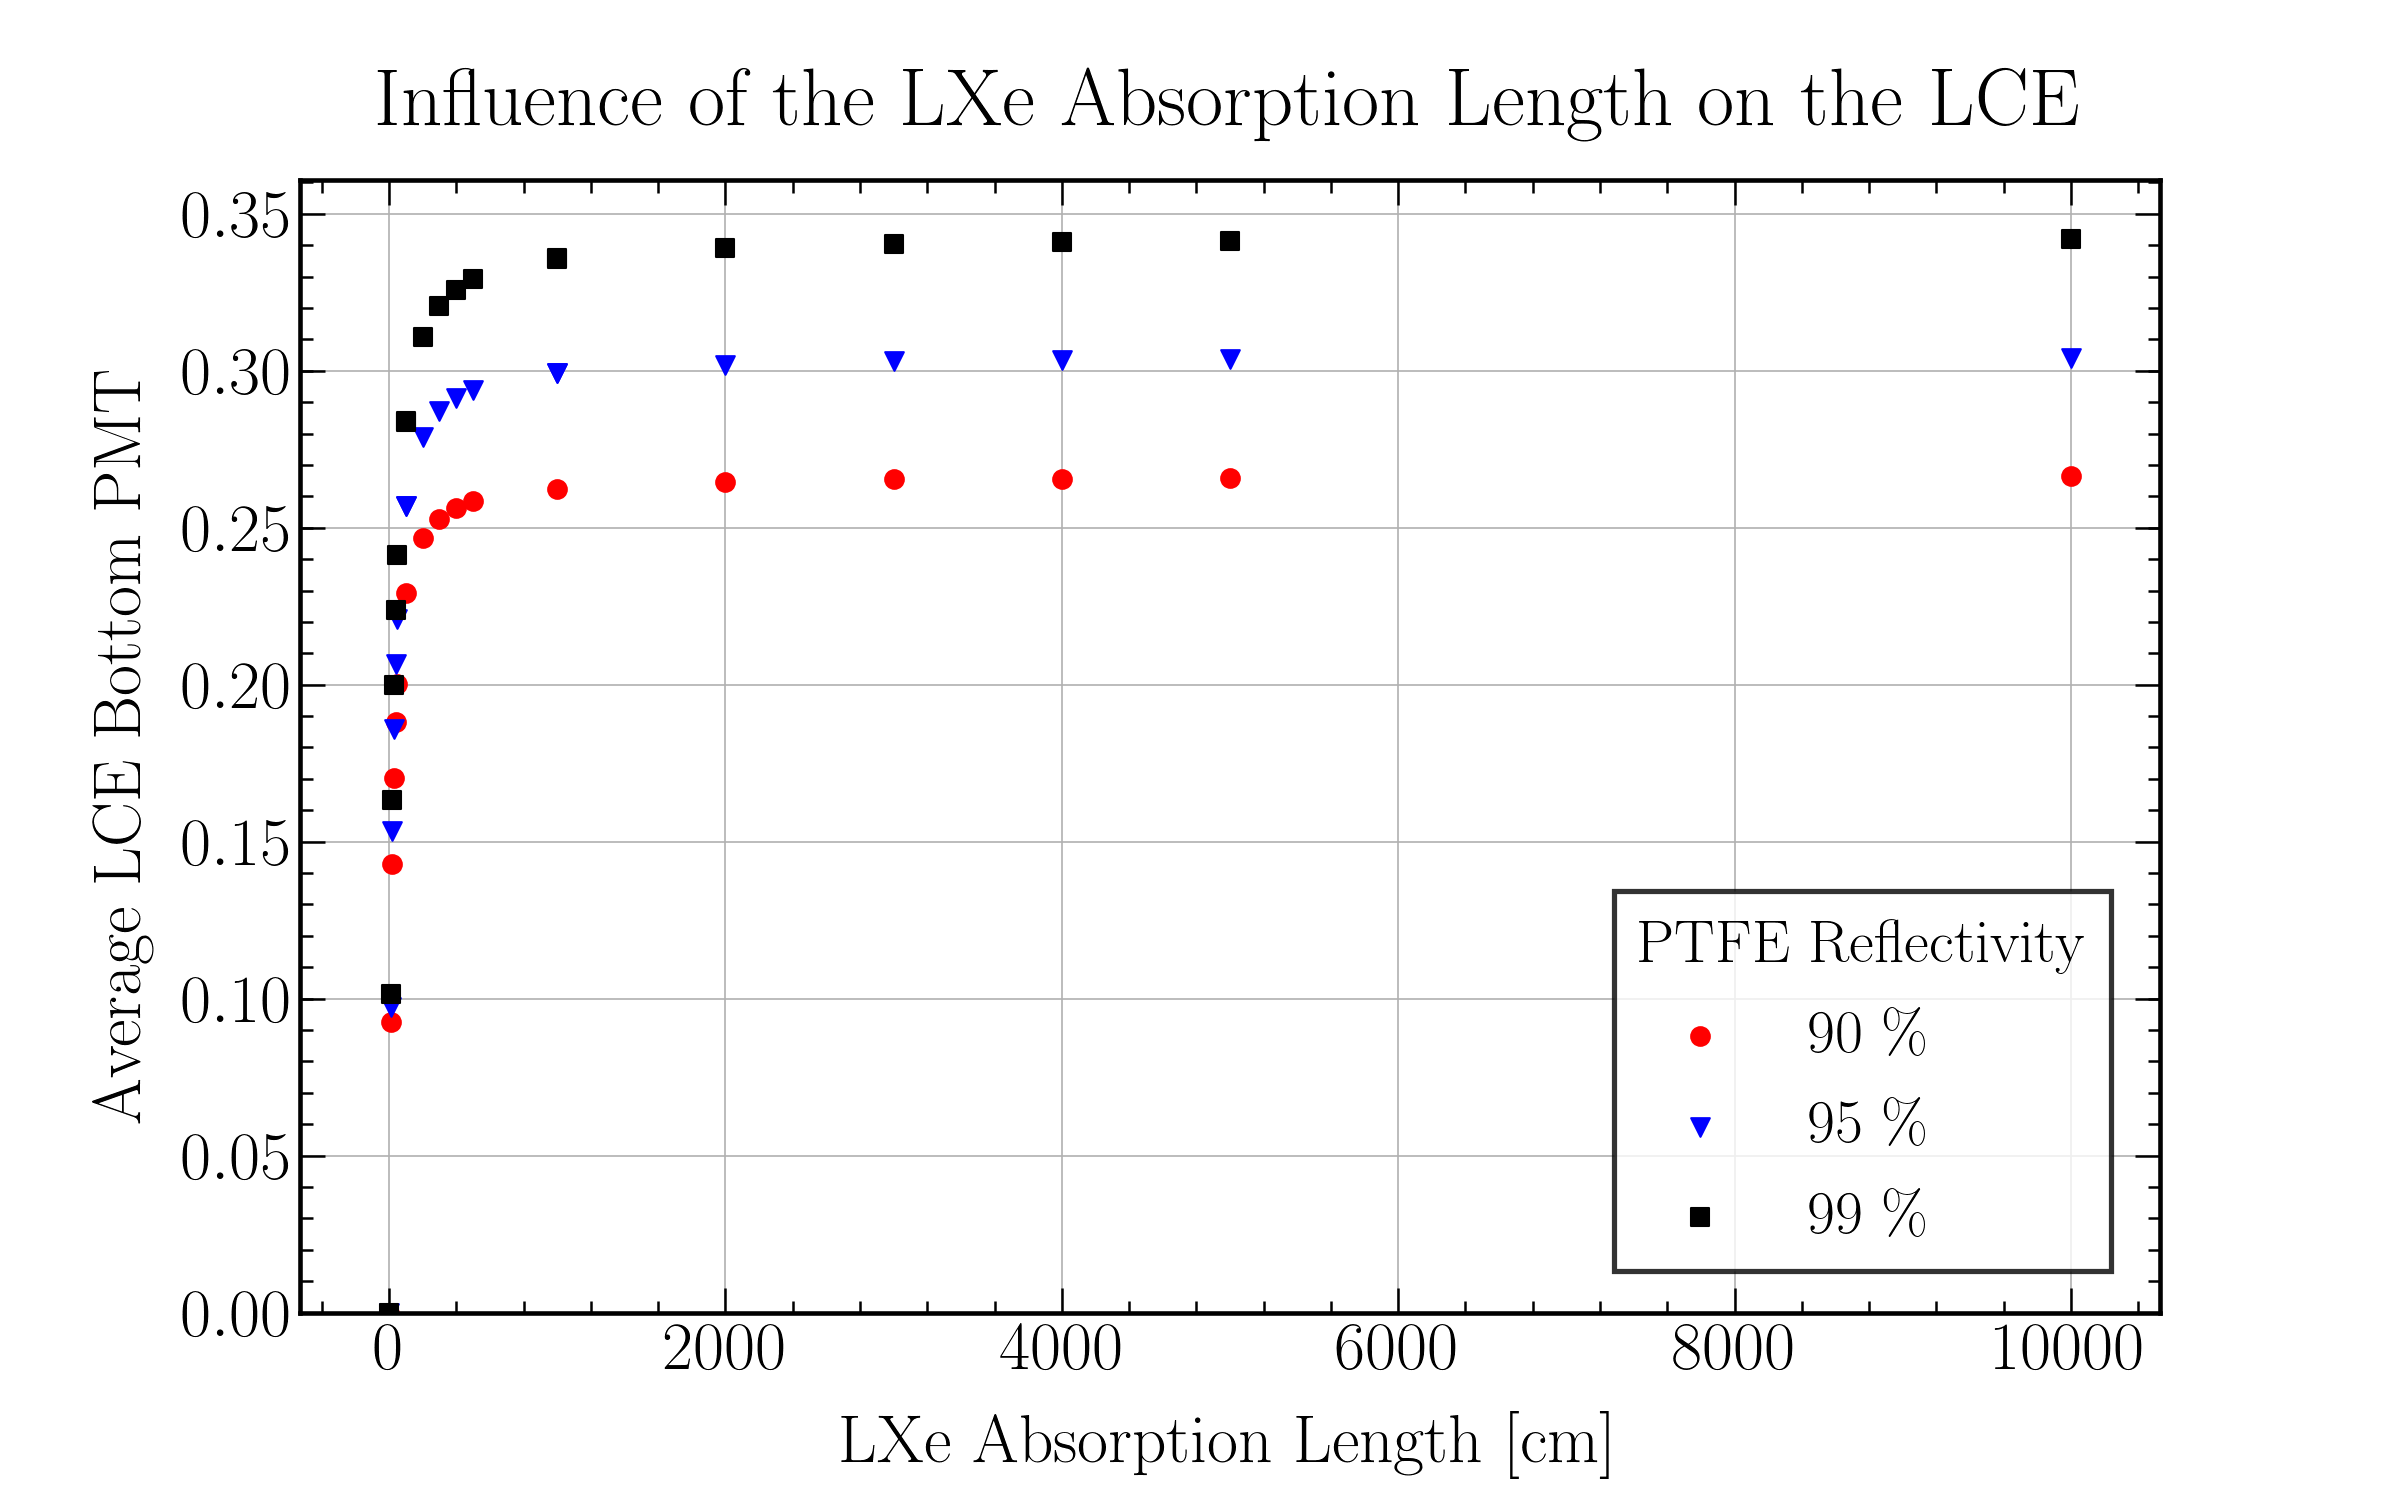 Influence of the LXe Absorption Length on the LCE
Average LCE Bottom PMT
0.35
0.30
0.25
0.20
0.15
0.10
0.05
0.00
0 2000 4000 6000 8000 10000
LXe Absorption Length [cm]
PTFE Reflectivity
90 %
95 %
99 %